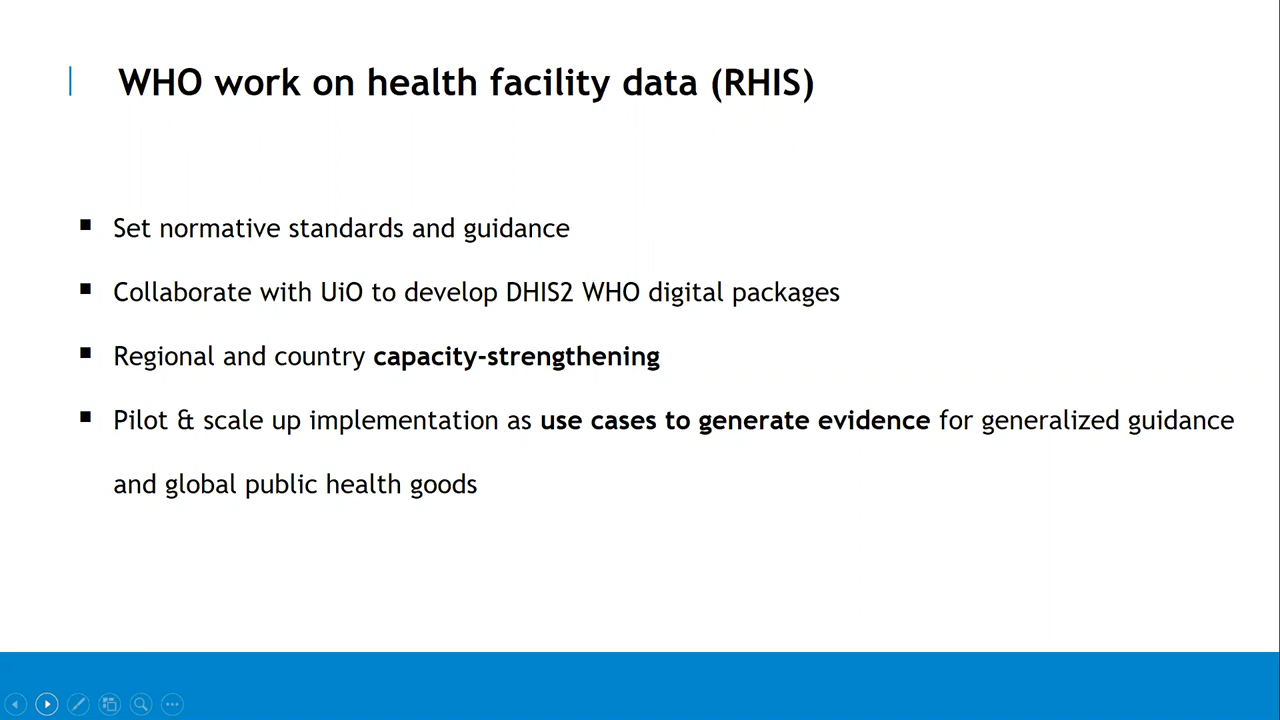 WHO work on health facility data (RHIS)
▪ Set normative standards and guidance
▪ Collaborate with UiO to develop DHIS2 WHO digital packages
▪ Regional and country capacity-strengthening
▪ Pilot & scale up implementation as use cases to generate evidence for generalized guidance
and global public health goods